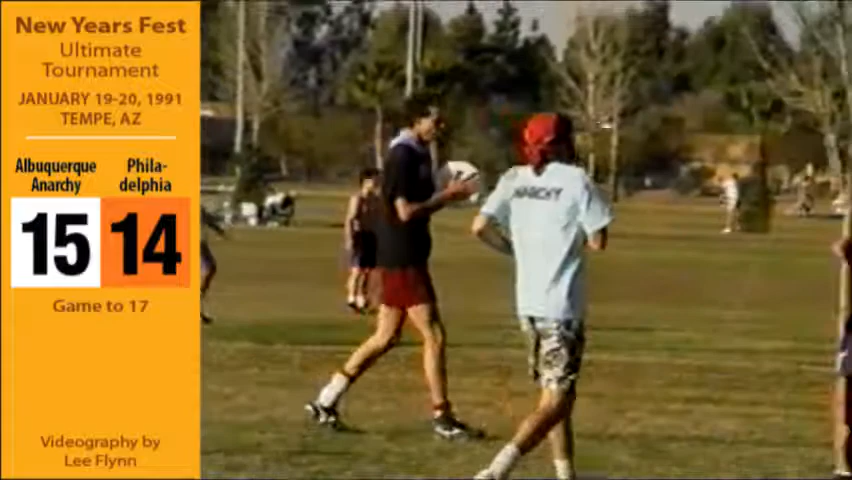 New Years Fest
Ultimate
Tournament
JANUARY 19-20, 1991
TEMPE, AZ
Albuquerque
Anarchy
Phila-
delphia
15
14
Game to 17
Videography by
Lee Flynn
ANARCHY